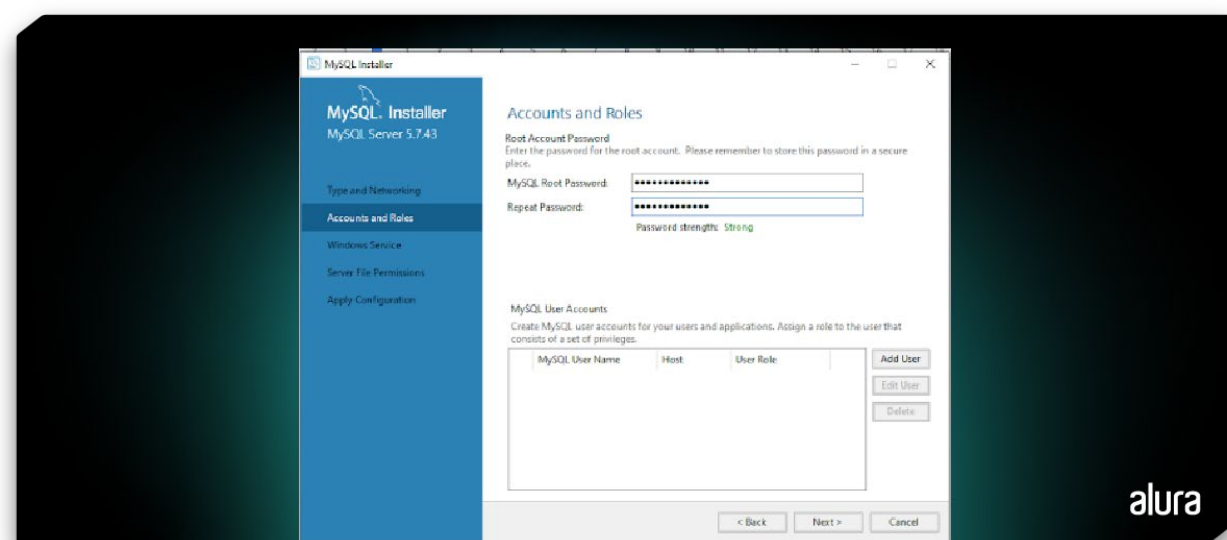 MySQL Installer
MySQL. Installer
MySQL Server 5.7.43
Type and Networking
Accounts and Roles
Windows Service
Server File Permissions
Apply Configuration
Accounts and Roles
Root Account Password
Enter the password for the root account. Please remember to store this password in a secure
place.
MySQL Root Password:
Repeat Password:
Password strength: Strong
MySQL User Accounts
Create MySQL user accounts for your users and applications. Assign a role to the user that
consists of a set of privileges.
MySQL User Name Host User Role
Add User
Edit User
Delete
< Back Next > Cancel
alura